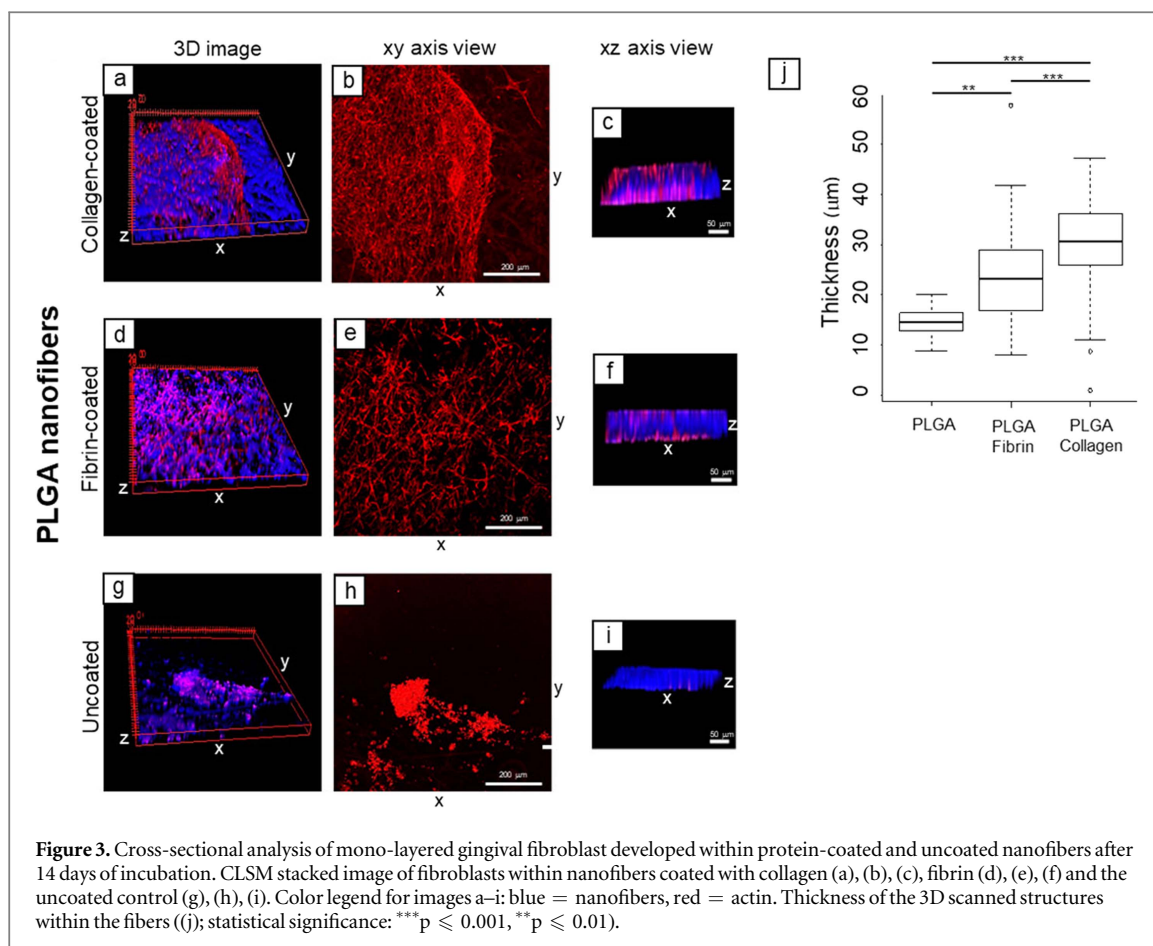 3D image
xy axis view
xz axis view
PLGA nanofibers
Collagen-coated
a
z
x
y
b
200 µm
x
y
c
z
x
50 µm
Fibrin-coated
d
z
x
y
e
200 µm
x
y
f
z
x
50 µm
Uncoated
g
z
x
y
h
200 µm
x
y
i
z
x
50 µm
j
***
** ***
Thickness (µm)
60
50
40
30
20
10
0
PLGA
PLGA Fibrin
PLGA Collagen
Figure 3. Cross-sectional analysis of mono-layered gingival fibroblast developed within protein-coated and uncoated nanofibers after
14 days of incubation. CLSM stacked image of fibroblasts within nanofibers coated with collagen (a), (b), (c), fibrin (d), (e), (f) and the
uncoated control (g), (h), (i). Color legend for images a–i: blue = nanofibers, red = actin. Thickness of the 3D scanned structures
within the fibers ((j); statistical significance: ***p ⩽ 0.001, **p ⩽ 0.01).